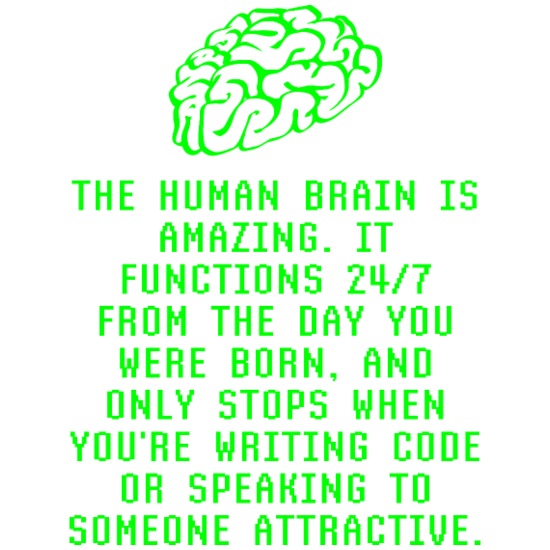 THE HUMAN BRAIN IS
AMAZING. IT
FUNCTIONS 24/7
FROM THE DAY YOU
WERE BORN, AND
ONLY STOPS WHEN
YOU'RE WRITING CODE
OR SPEAKING TO
SOMEONE ATTRACTIVE.